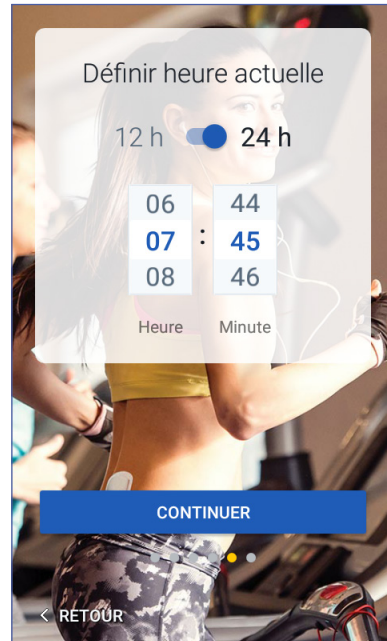 Définir heure actuelle
12 h 24 h
06 44
07 : 45
08 46
Heure Minute
CONTINUER
< RETOUR